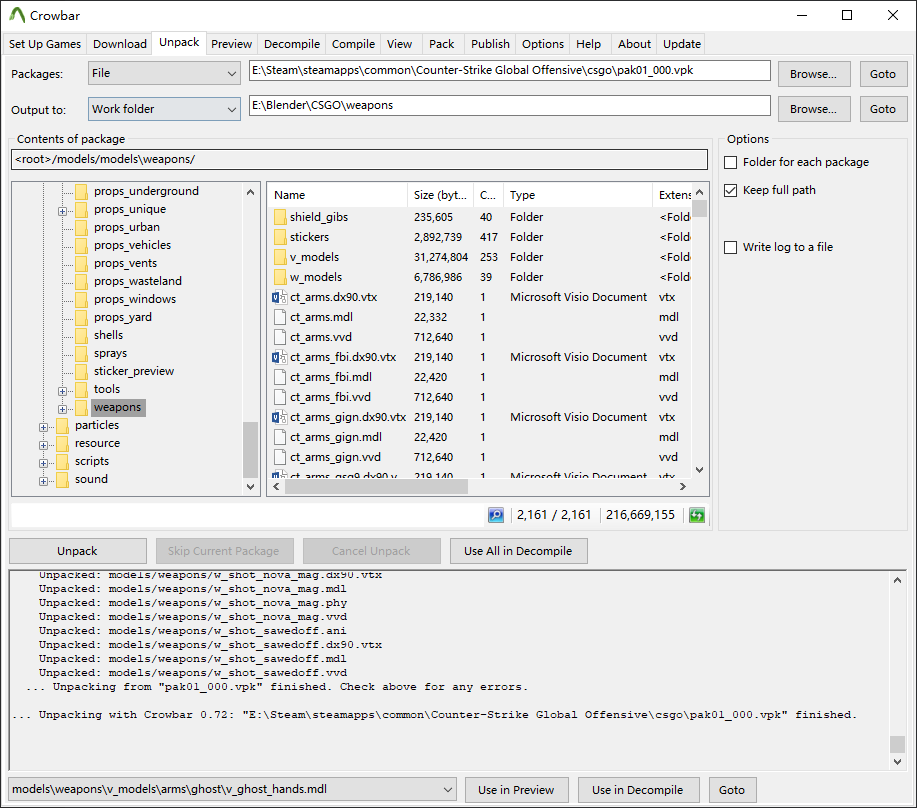 Crowbar
Set Up Games Download Unpack Preview Decompile Compile View Pack Publish Options Help About Update
Packages: File E:\Steam\steamapps\common\Counter-Strike Global Offensive\csgo\pak01_000.vpk Browse... Goto
Output to: Work folder E:\Blender\CSGO\weapons Browse... Goto
Contents of package
<root>/models/models\weapons/
props_underground
props_unique
props_urban
props_vehicles
props_vents
props_wasteland
props_windows
props_yard
shells
sprays
sticker_preview
tools
weapons
particles
resource
scripts
sound
Name Size (byt... C... Type Extens
shield_gibs 235,605 40 Folder <Fold
stickers 2,892,739 417 Folder <Fold
v_models 31,274,804 253 Folder <Fold
w_models 6,786,986 39 Folder <Fold
ct_arms.dx90.vtx 219,140 1 Microsoft Visio Document vtx
ct_arms.mdl 22,332 1 mdl
ct_arms.vvd 712,640 1 vvd
ct_arms_fbi.dx90.vtx 219,140 1 Microsoft Visio Document vtx
ct_arms_fbi.mdl 22,420 1 mdl
ct_arms_fbi.vvd 712,640 1 vvd
ct_arms_gign.dx90.vtx 219,140 1 Microsoft Visio Document vtx
ct_arms_gign.mdl 22,420 1 mdl
ct_arms_gign.vvd 712,640 1 vvd
ct_arms_gsg9.dx90.v... 219,140 1 Microsoft Visio Document vtx
2,161 / 2,161 216,669,155
Options
Folder for each package
Keep full path
Write log to a file
Unpack Skip Current Package Cancel Unpack Use All in Decompile
Unpacked: models/weapons/w_shot_nova_mag.dx90.vtx
Unpacked: models/weapons/w_shot_nova_mag.mdl
Unpacked: models/weapons/w_shot_nova_mag.phy
Unpacked: models/weapons/w_shot_nova_mag.vvd
Unpacked: models/weapons/w_shot_sawedoff.ani
Unpacked: models/weapons/w_shot_sawedoff.dx90.vtx
Unpacked: models/weapons/w_shot_sawedoff.mdl
Unpacked: models/weapons/w_shot_sawedoff.vvd
... Unpacking from "pak01_000.vpk" finished. Check above for any errors.
... Unpacking with Crowbar 0.72: "E:\Steam\steamapps\common\Counter-Strike Global Offensive\csgo\pak01_000.vpk" finished.
models\weapons\v_models\arms\ghost\v_ghost_hands.mdl Use in Preview Use in Decompile Goto